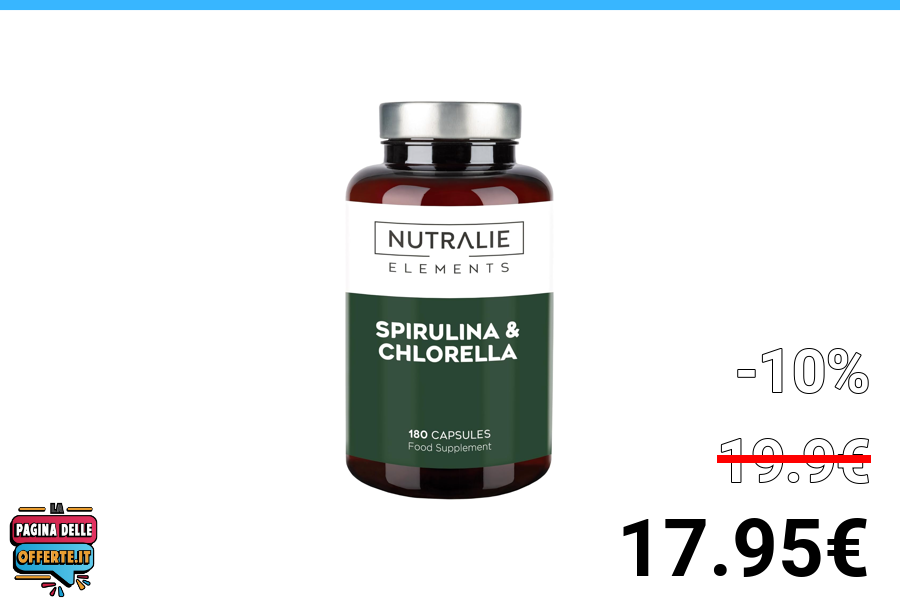 NUTRALIE
ELEMENTS
SPIRULINA &
CHLORELLA
180 CAPSULES
Food Supplement
-10%
19.9€
17.95€
LA
PAGINA DELLE
OFFERTE.IT